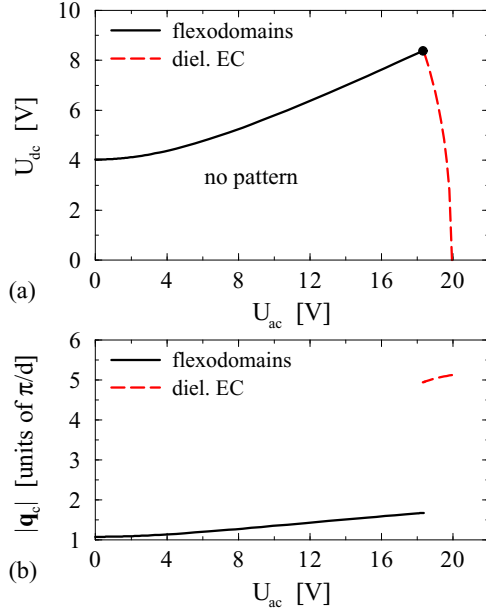 10
8
6
4
2
0
U_dc [V]
flexodomains
diel. EC
no pattern
0 4 8 12 16 20
(a)
U_ac [V]
6
5
4
3
2
1
|q_c| [units of π/d]
flexodomains
diel. EC
0 4 8 12 16 20
(b)
U_ac [V]